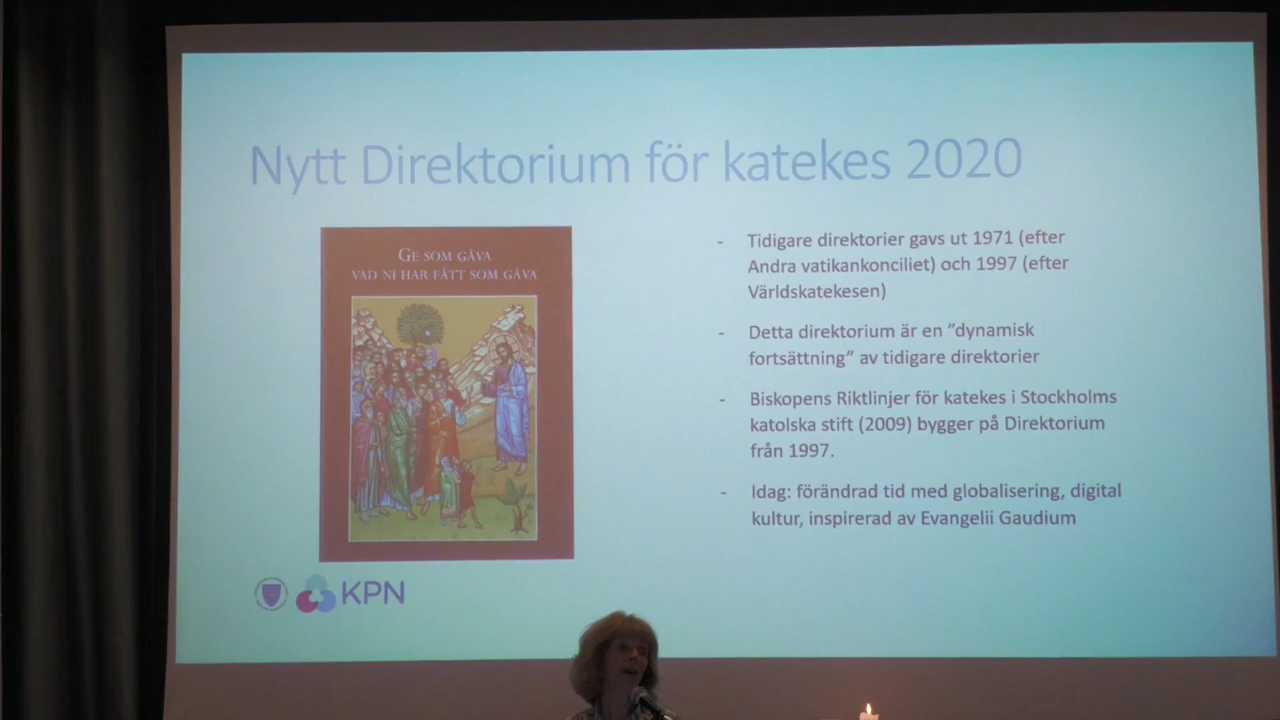 Nytt Direktorium för katekes 2020
GE SOM GÅVA
VAD NI HAR FÅTT SOM GÅVA
- Tidigare direktorier gavs ut 1971 (efter
Andra vatikankonciliet) och 1997 (efter
Världskatekesen)
- Detta direktorium är en ”dynamisk
fortsättning” av tidigare direktorier
- Biskopens Riktlinjer för katekes i Stockholms
katolska stift (2009) bygger på Direktorium
från 1997.
- Idag: förändrad tid med globalisering, digital
kultur, inspirerad av Evangelii Gaudium
KPN